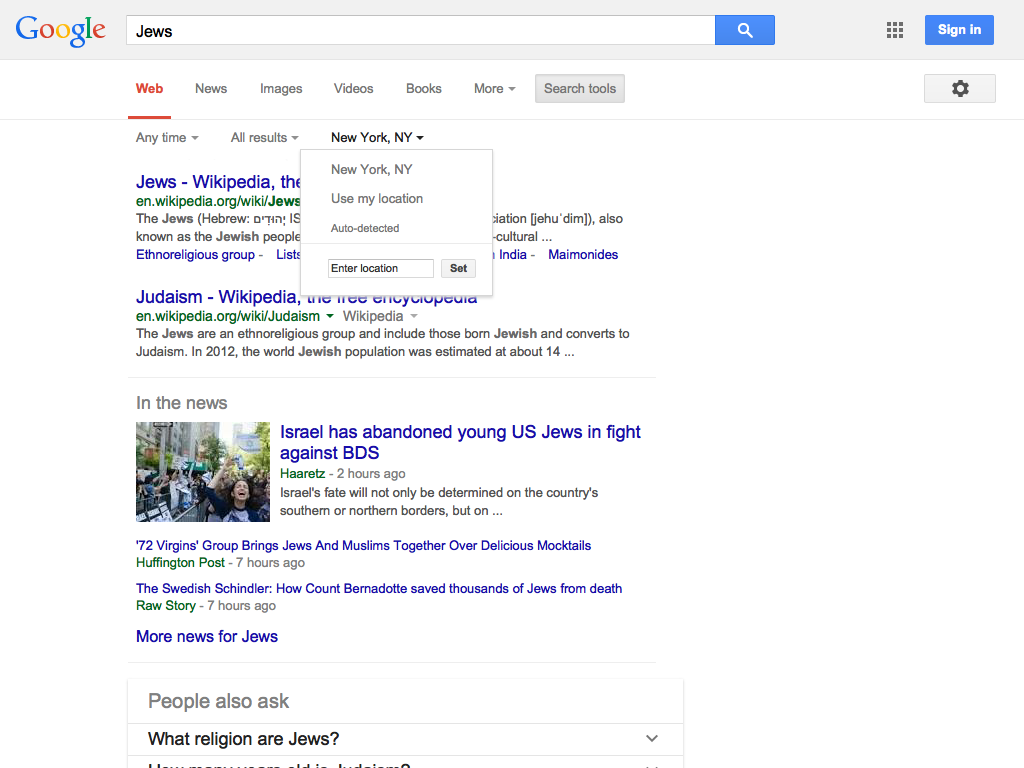 Google
Jews
Sign in
Web News Images Videos Books More Search tools
Any time All results New York, NY
New York, NY
Use my location
Auto-detected
Enter location Set
Jews - Wikipedia, the
en.wikipedia.org/wiki/Jews
The Jews (Hebrew: יְהוּדִים IS ciation [jehuˈdim]), also
known as the Jewish people -cultural ...
Ethnoreligious group - Lists India - Maimonides
Judaism - Wikipedia, the free encyclopedia
en.wikipedia.org/wiki/Judaism Wikipedia
The Jews are an ethnoreligious group and include those born Jewish and converts to
Judaism. In 2012, the world Jewish population was estimated at about 14 ...
In the news
Israel has abandoned young US Jews in fight
against BDS
Haaretz - 2 hours ago
Israel's fate will not only be determined on the country's
southern or northern borders, but on ...
'72 Virgins' Group Brings Jews And Muslims Together Over Delicious Mocktails
Huffington Post - 7 hours ago
The Swedish Schindler: How Count Bernadotte saved thousands of Jews from death
Raw Story - 7 hours ago
More news for Jews
People also ask
What religion are Jews?
How many years old is Judaism?